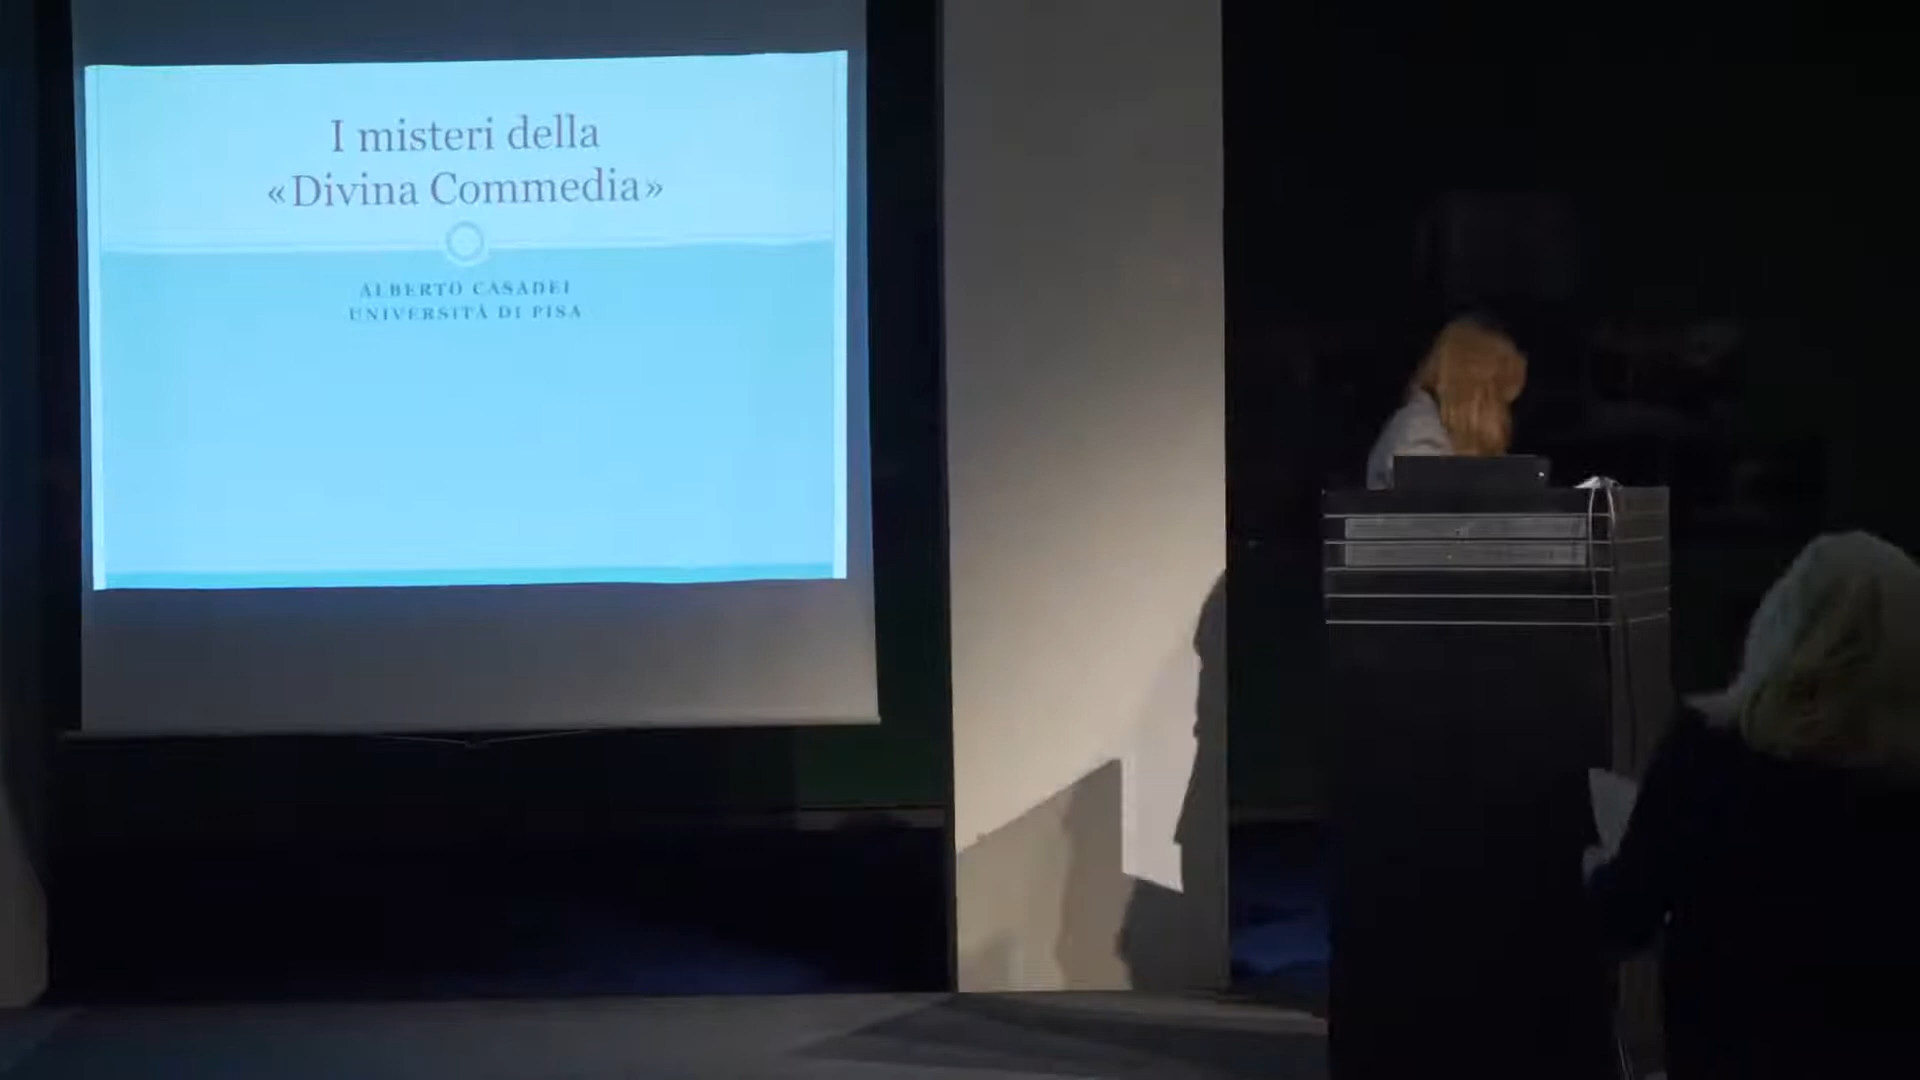 I misteri della
«Divina Commedia»
ALBERTO CASADEI
UNIVERSITÀ DI PISA